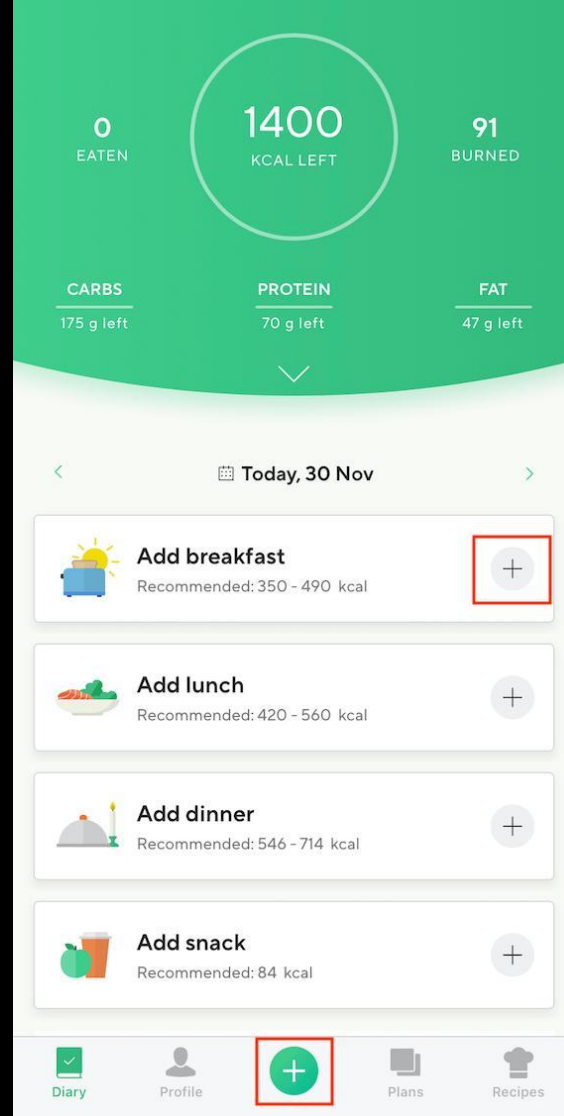 0
EATEN
1400
KCAL LEFT
91
BURNED
CARBS
175 g left
PROTEIN
70 g left
FAT
47 g left
Today, 30 Nov
Add breakfast
Recommended: 350 - 490 kcal
Add lunch
Recommended: 420 - 560 kcal
Add dinner
Recommended: 546 - 714 kcal
Add snack
Recommended: 84 kcal
Diary
Profile
Plans
Recipes